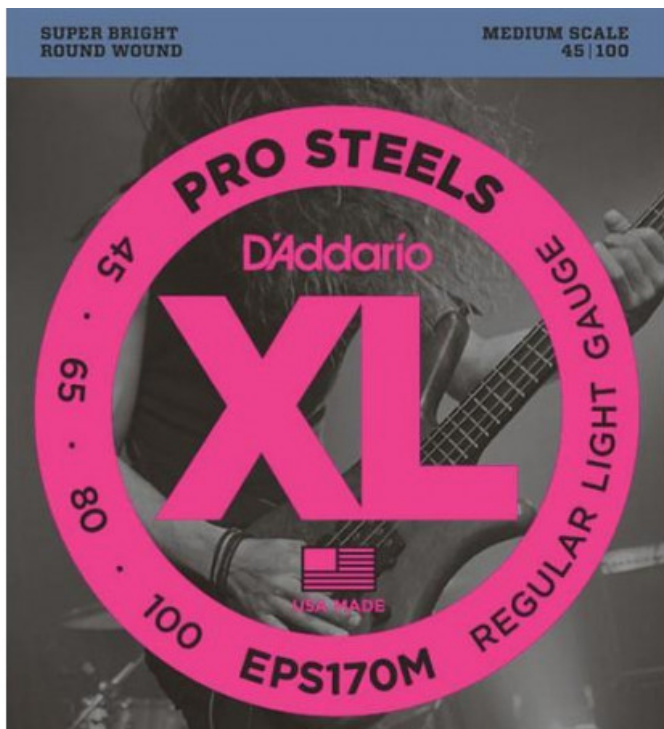 SUPER BRIGHT
ROUND WOUND
MEDIUM SCALE
45 | 100
PRO STEELS
D'Addario
XL
45 · 65 · 80 · 100
REGULAR LIGHT GAUGE
USA MADE
EPS170M